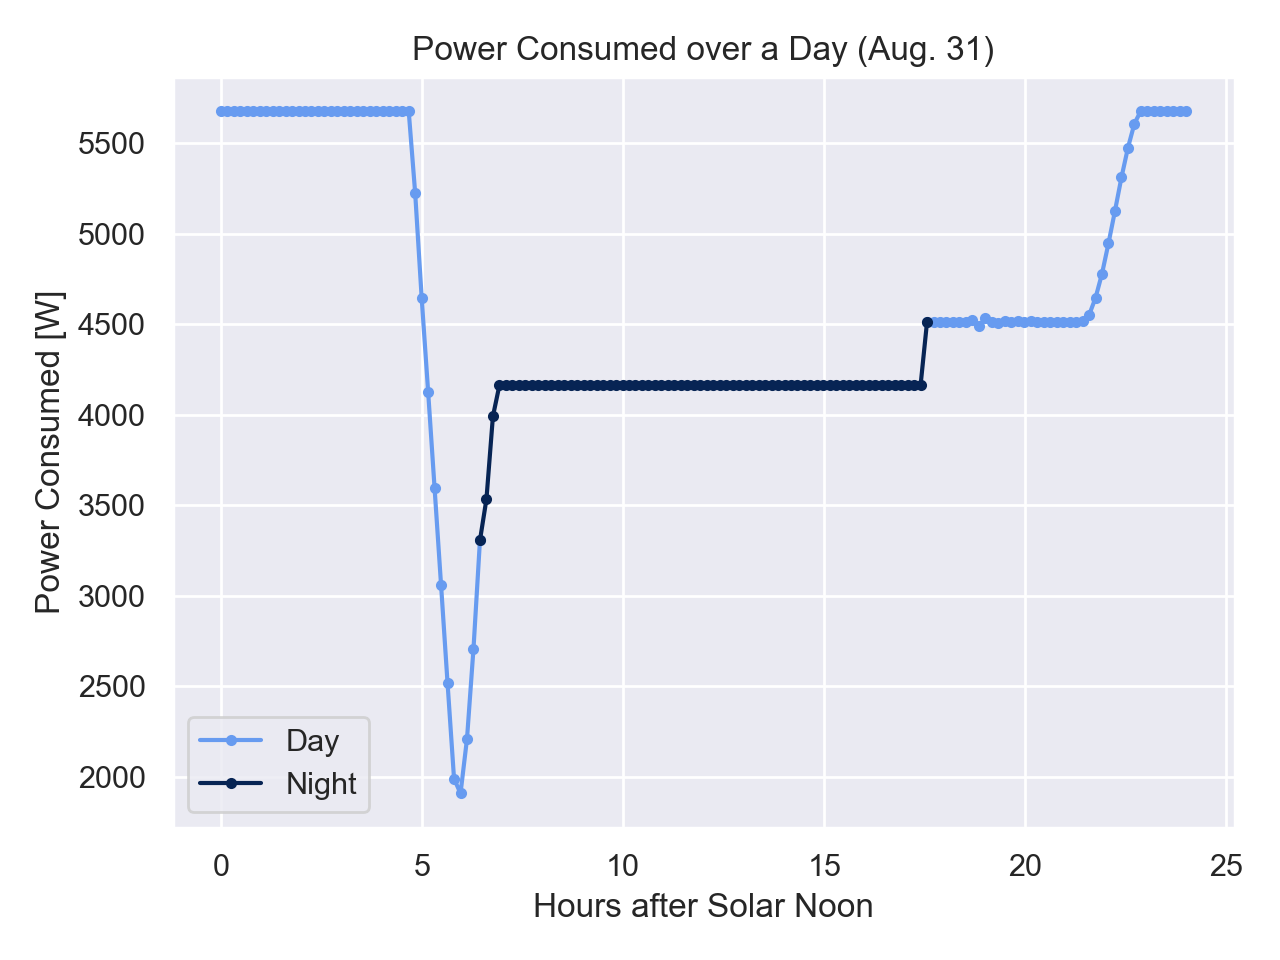 Power Consumed over a Day (Aug. 31)
Power Consumed [W]
5500
5000
4500
4000
3500
3000
2500
2000
Day
Night
0 5 10 15 20 25
Hours after Solar Noon